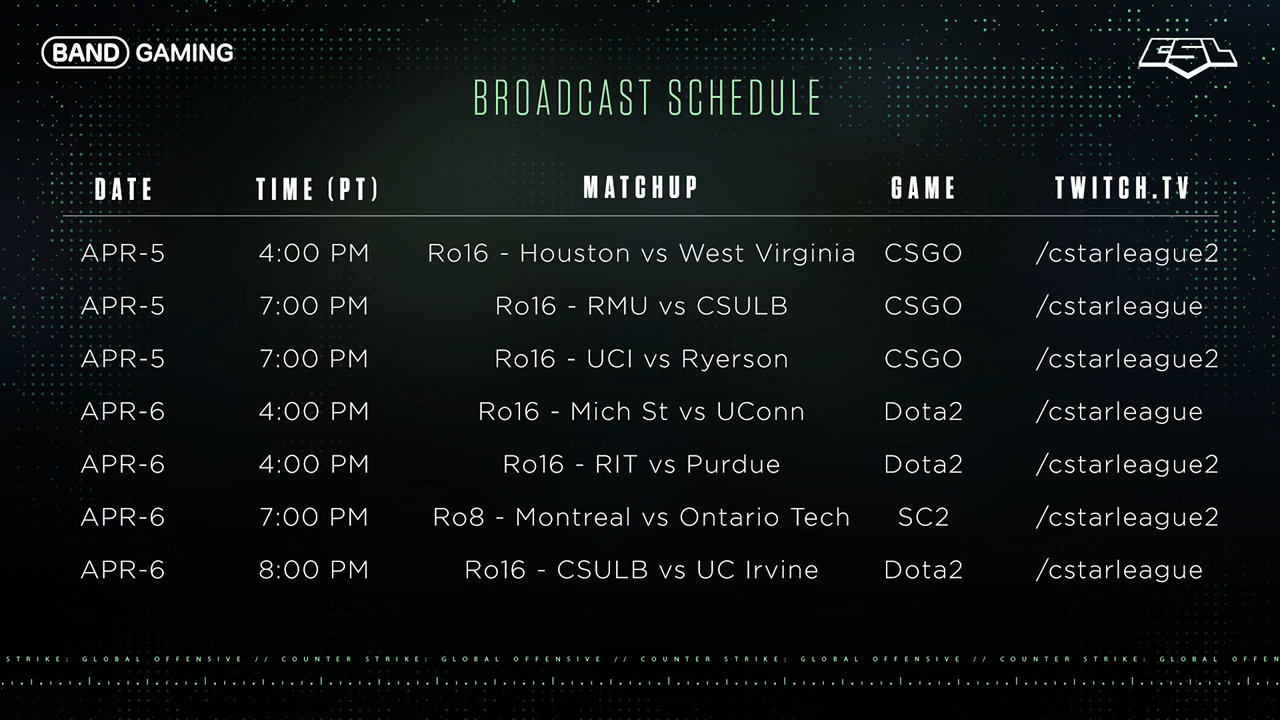 BAND GAMING
CSL
BROADCAST SCHEDULE
DATE TIME (PT) MATCHUP GAME TWITCH.TV
APR-5 4:00 PM Ro16 - Houston vs West Virginia CSGO /cstarleague2
APR-5 7:00 PM Ro16 - RMU vs CSULB CSGO /cstarleague
APR-5 7:00 PM Ro16 - UCI vs Ryerson CSGO /cstarleague2
APR-6 4:00 PM Ro16 - Mich St vs UConn Dota2 /cstarleague
APR-6 4:00 PM Ro16 - RIT vs Purdue Dota2 /cstarleague2
APR-6 7:00 PM Ro8 - Montreal vs Ontario Tech SC2 /cstarleague2
APR-6 8:00 PM Ro16 - CSULB vs UC Irvine Dota2 /cstarleague
STRIKE: GLOBAL OFFENSIVE // COUNTER STRIKE: GLOBAL OFFENSIVE // COUNTER STRIKE: GLOBAL OFFENSIVE // COUNTER STRIKE: GLOBAL OFFEN